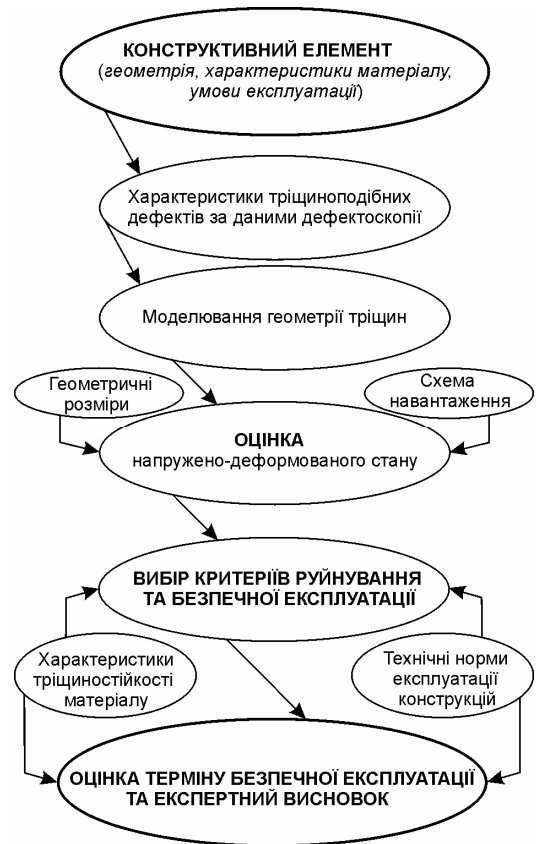 КОНСТРУКТИВНИЙ ЕЛЕМЕНТ
(геометрія, характеристики матеріалу,
умови експлуатації)
Характеристики тріщиноподібних
дефектів за даними дефектоскопії
Моделювання геометрії тріщин
Геометричні
розміри
Схема
навантаження
ОЦІНКА
напружено-деформованого стану
ВИБІР КРИТЕРІЇВ РУЙНУВАННЯ
ТА БЕЗПЕЧНОЇ ЕКСПЛУАТАЦІЇ
Характеристики
тріщиностійкості
матеріалу
Технічні норми
експлуатації
конструкцій
ОЦІНКА ТЕРМІНУ БЕЗПЕЧНОЇ ЕКСПЛУАТАЦІЇ
ТА ЕКСПЕРТНИЙ ВИСНОВОК